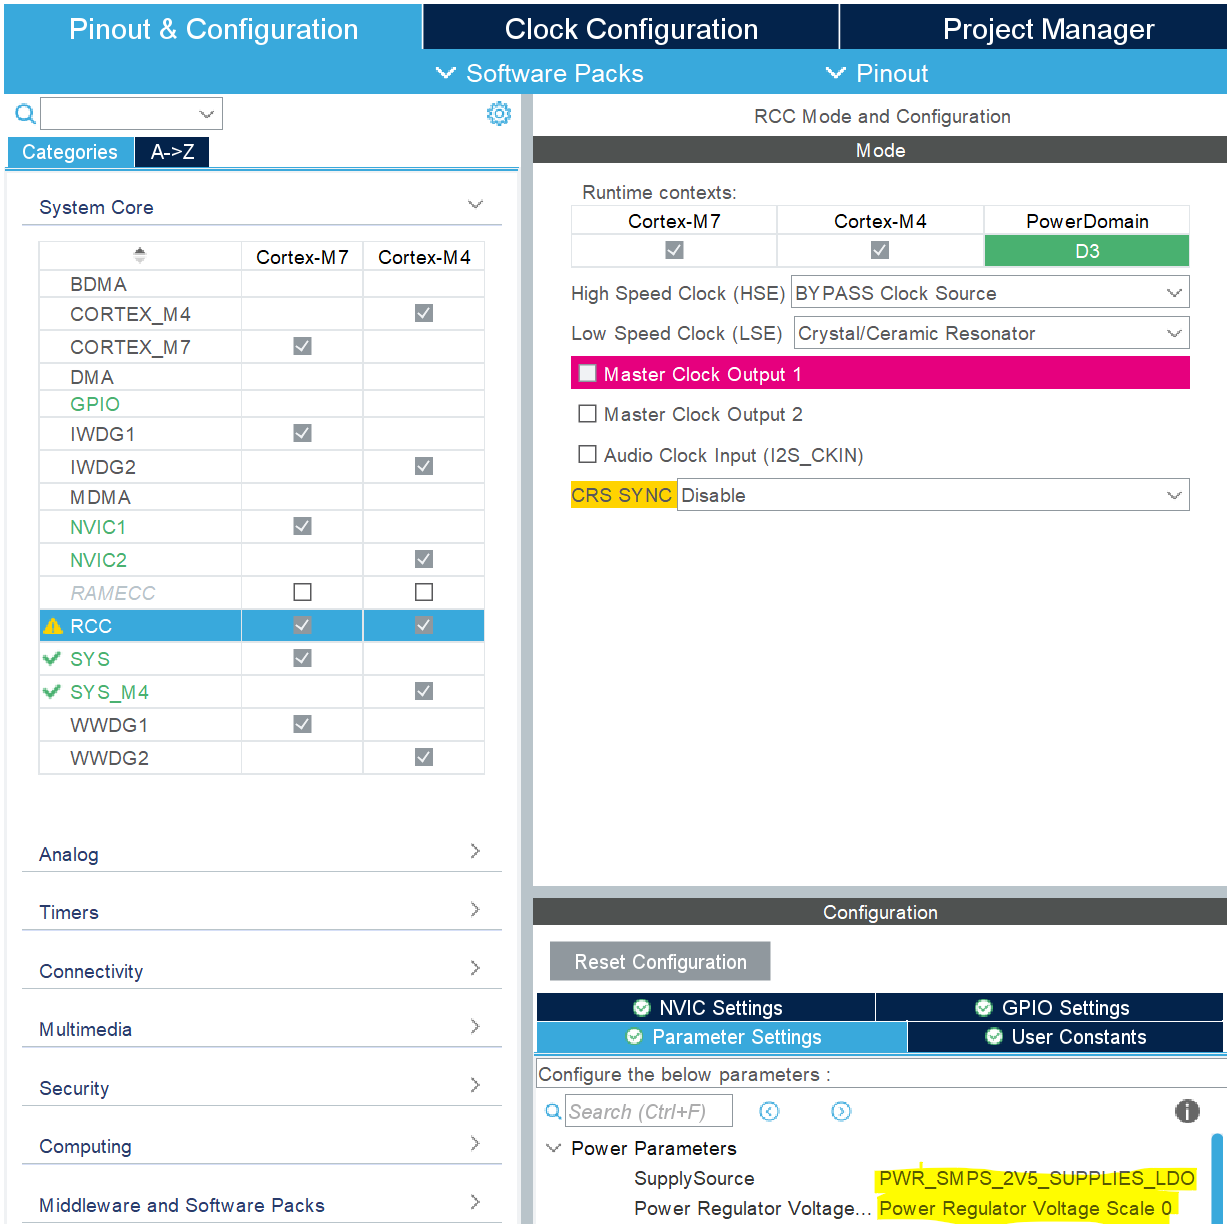 Pinout & Configuration
Clock Configuration
Project Manager
Software Packs
Pinout
Categories
A->Z
System Core
Cortex-M7 Cortex-M4
BDMA
CORTEX_M4
CORTEX_M7
DMA
GPIO
IWDG1
IWDG2
MDMA
NVIC1
NVIC2
RAMECC
RCC
SYS
SYS_M4
WWDG1
WWDG2
Analog
Timers
Connectivity
Multimedia
Security
Computing
Middleware and Software Packs
RCC Mode and Configuration
Mode
Runtime contexts:
Cortex-M7 Cortex-M4 PowerDomain
D3
High Speed Clock (HSE) BYPASS Clock Source
Low Speed Clock (LSE) Crystal/Ceramic Resonator
Master Clock Output 1
Master Clock Output 2
Audio Clock Input (I2S_CKIN)
CRS SYNC Disable
Configuration
Reset Configuration
NVIC Settings
GPIO Settings
Parameter Settings
User Constants
Configure the below parameters :
Search (Ctrl+F)
Power Parameters
SupplySource PWR_SMPS_2V5_SUPPLIES_LDO
Power Regulator Voltage... Power Regulator Voltage Scale 0